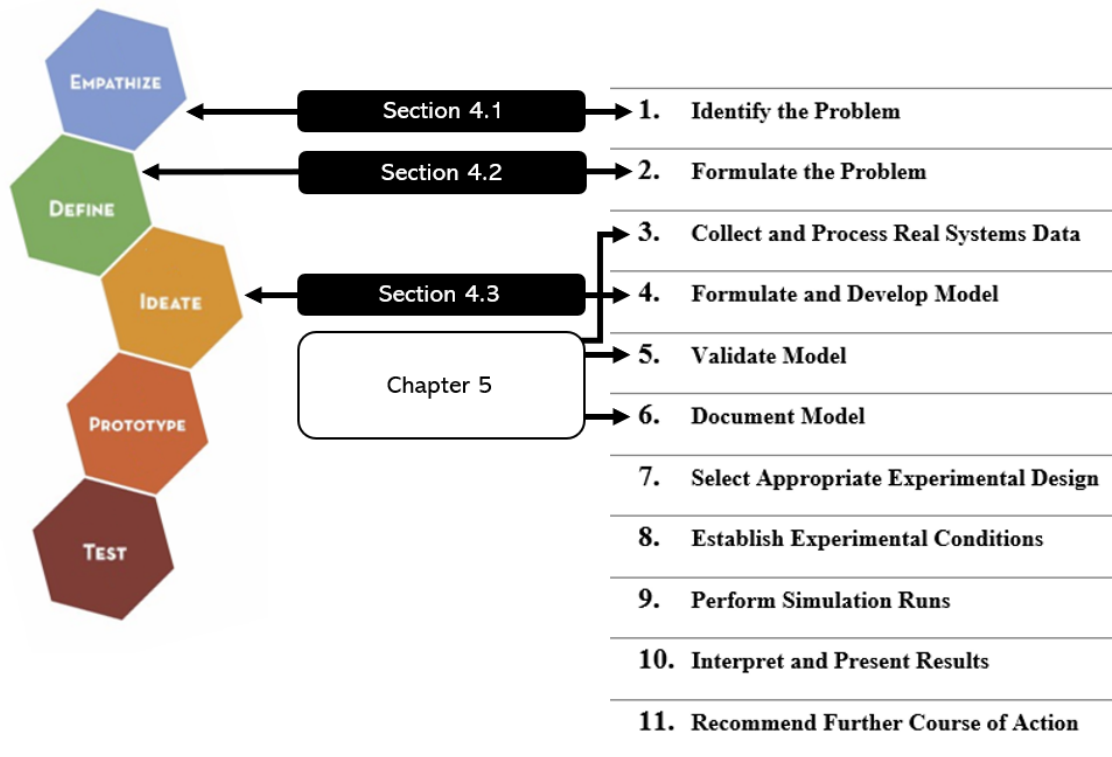 EMPATHIZE
DEFINE
IDEATE
PROTOTYPE
TEST
Section 4.1
Section 4.2
Section 4.3
Chapter 5
1. Identify the Problem
2. Formulate the Problem
3. Collect and Process Real Systems Data
4. Formulate and Develop Model
5. Validate Model
6. Document Model
7. Select Appropriate Experimental Design
8. Establish Experimental Conditions
9. Perform Simulation Runs
10. Interpret and Present Results
11. Recommend Further Course of Action